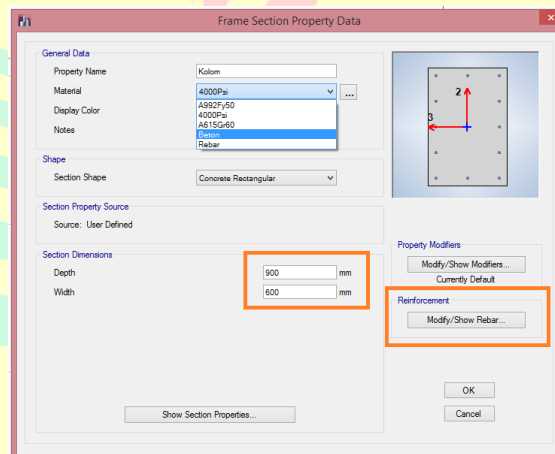 Frame Section Property Data
General Data
Property Name
Kolom
Material
4000Psi
...
A992Fy50
4000Psi
A615Gr60
Beton
Rebar
Display Color
Notes
2
3
Shape
Section Shape
Concrete Rectangular
Section Property Source
Source: User Defined
Section Dimensions
Depth
900 mm
Width
600 mm
Property Modifiers
Modify/Show Modifiers...
Currently Default
Reinforcement
Modify/Show Rebar...
OK
Cancel
Show Section Properties...